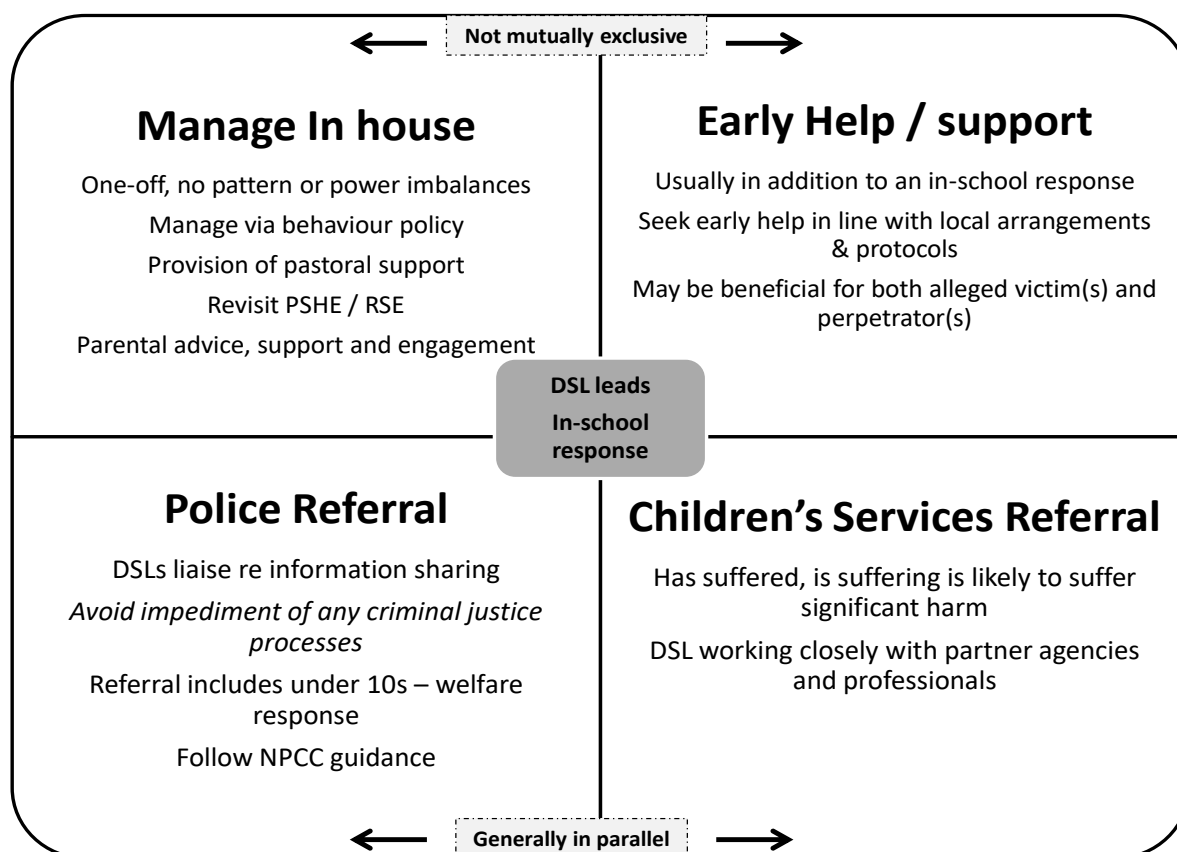 Not mutually exclusive
Manage In house
One-off, no pattern or power imbalances
Manage via behaviour policy
Provision of pastoral support
Revisit PSHE / RSE
Parental advice, support and engagement
Early Help / support
Usually in addition to an in-school response
Seek early help in line with local arrangements
& protocols
May be beneficial for both alleged victim(s) and
perpetrator(s)
DSL leads
In-school
response
Police Referral
DSLs liaise re information sharing
Avoid impediment of any criminal justice
processes
Referral includes under 10s – welfare
response
Follow NPCC guidance
Children’s Services Referral
Has suffered, is suffering is likely to suffer
significant harm
DSL working closely with partner agencies
and professionals
Generally in parallel